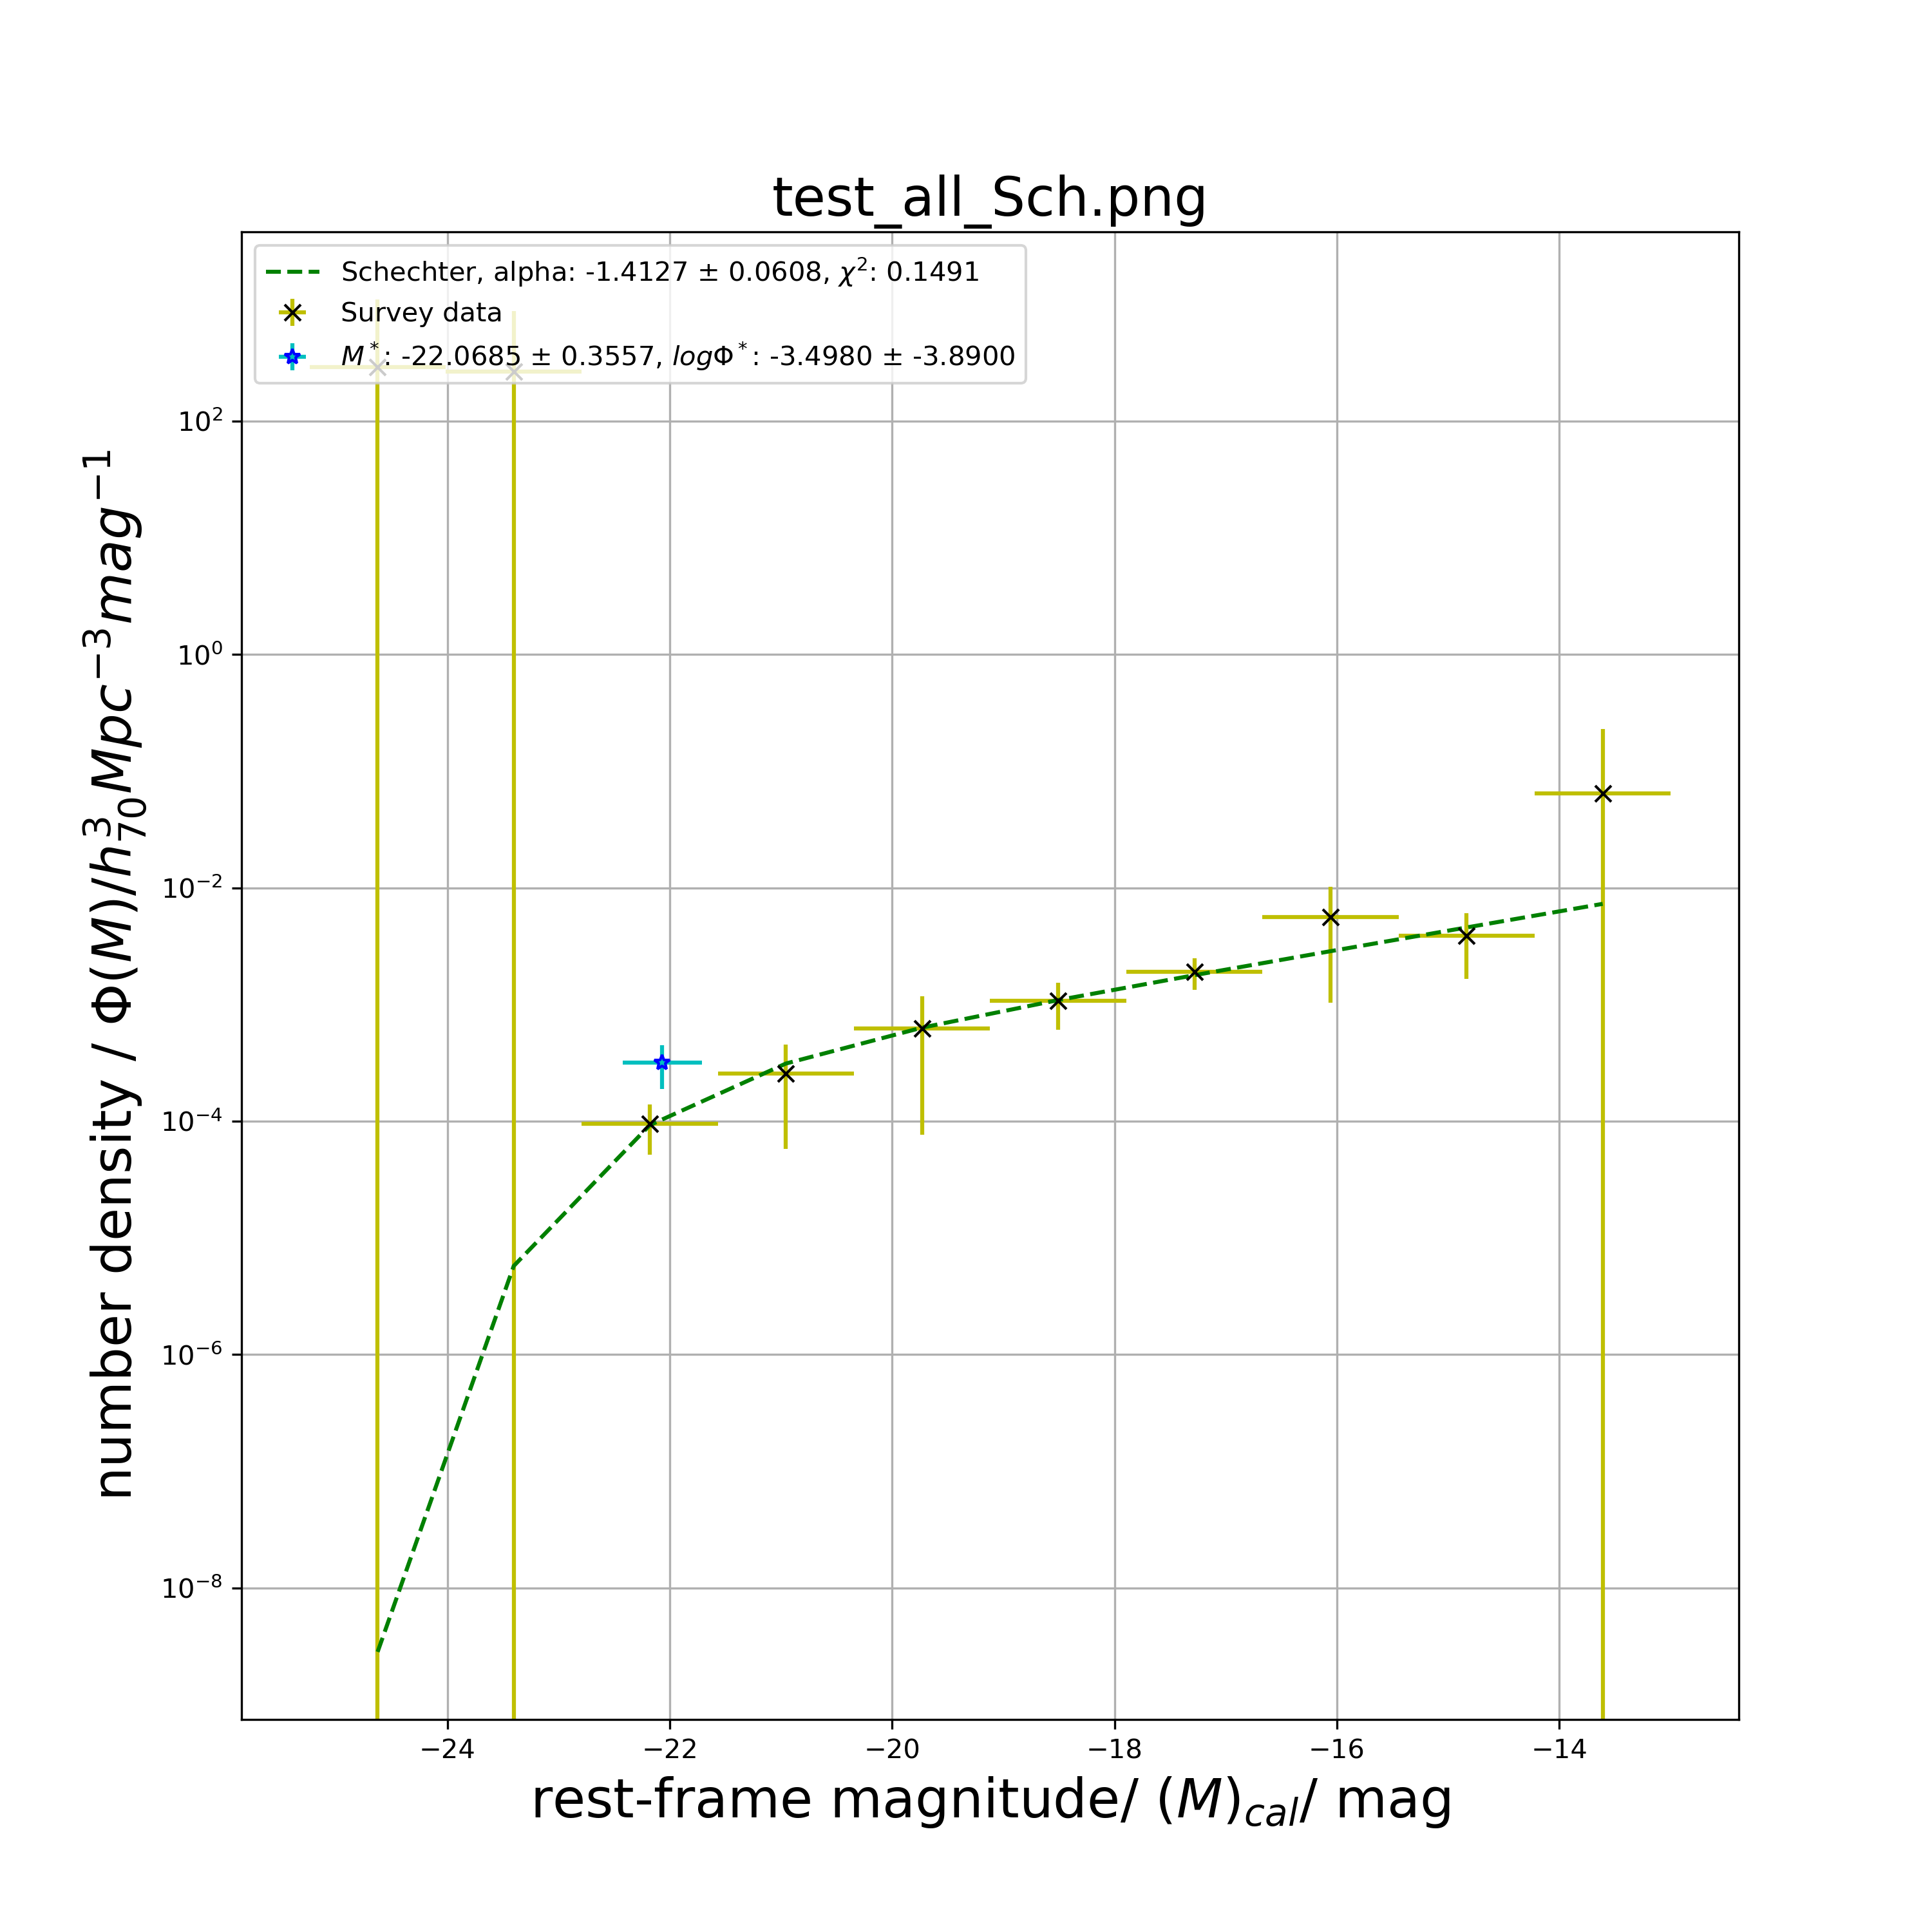 test_all_Sch.png
Schechter, alpha: -1.4127 ± 0.0608, χ²: 0.1491
Survey data
M*: -22.0685 ± 0.3557, logΦ*: -3.4980 ± -3.8900
number density / Φ(M)/h₇₀³Mpc⁻³mag⁻¹
10²
10⁰
10⁻²
10⁻⁴
10⁻⁶
10⁻⁸
−24 −22 −20 −18 −16 −14
rest-frame magnitude/ (M)_{cal}/ mag